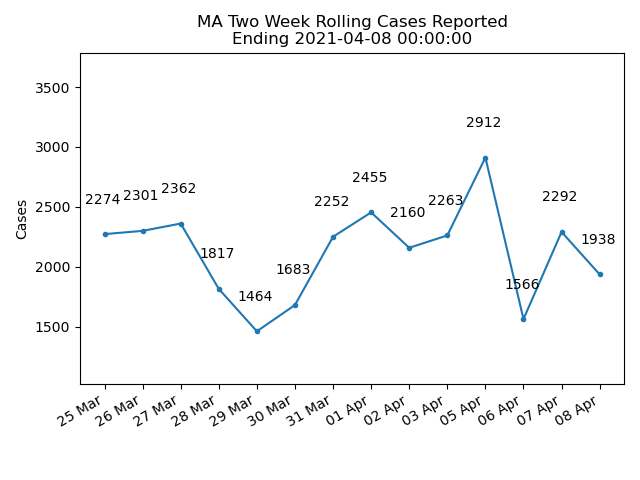 MA Two Week Rolling Cases Reported
Ending 2021-04-08 00:00:00
Cases
3500
3000
2500
2000
1500
2274
2301
2362
1817
1464
1683
2252
2455
2160
2263
2912
1566
2292
1938
25 Mar
26 Mar
27 Mar
28 Mar
29 Mar
30 Mar
31 Mar
01 Apr
02 Apr
03 Apr
05 Apr
06 Apr
07 Apr
08 Apr